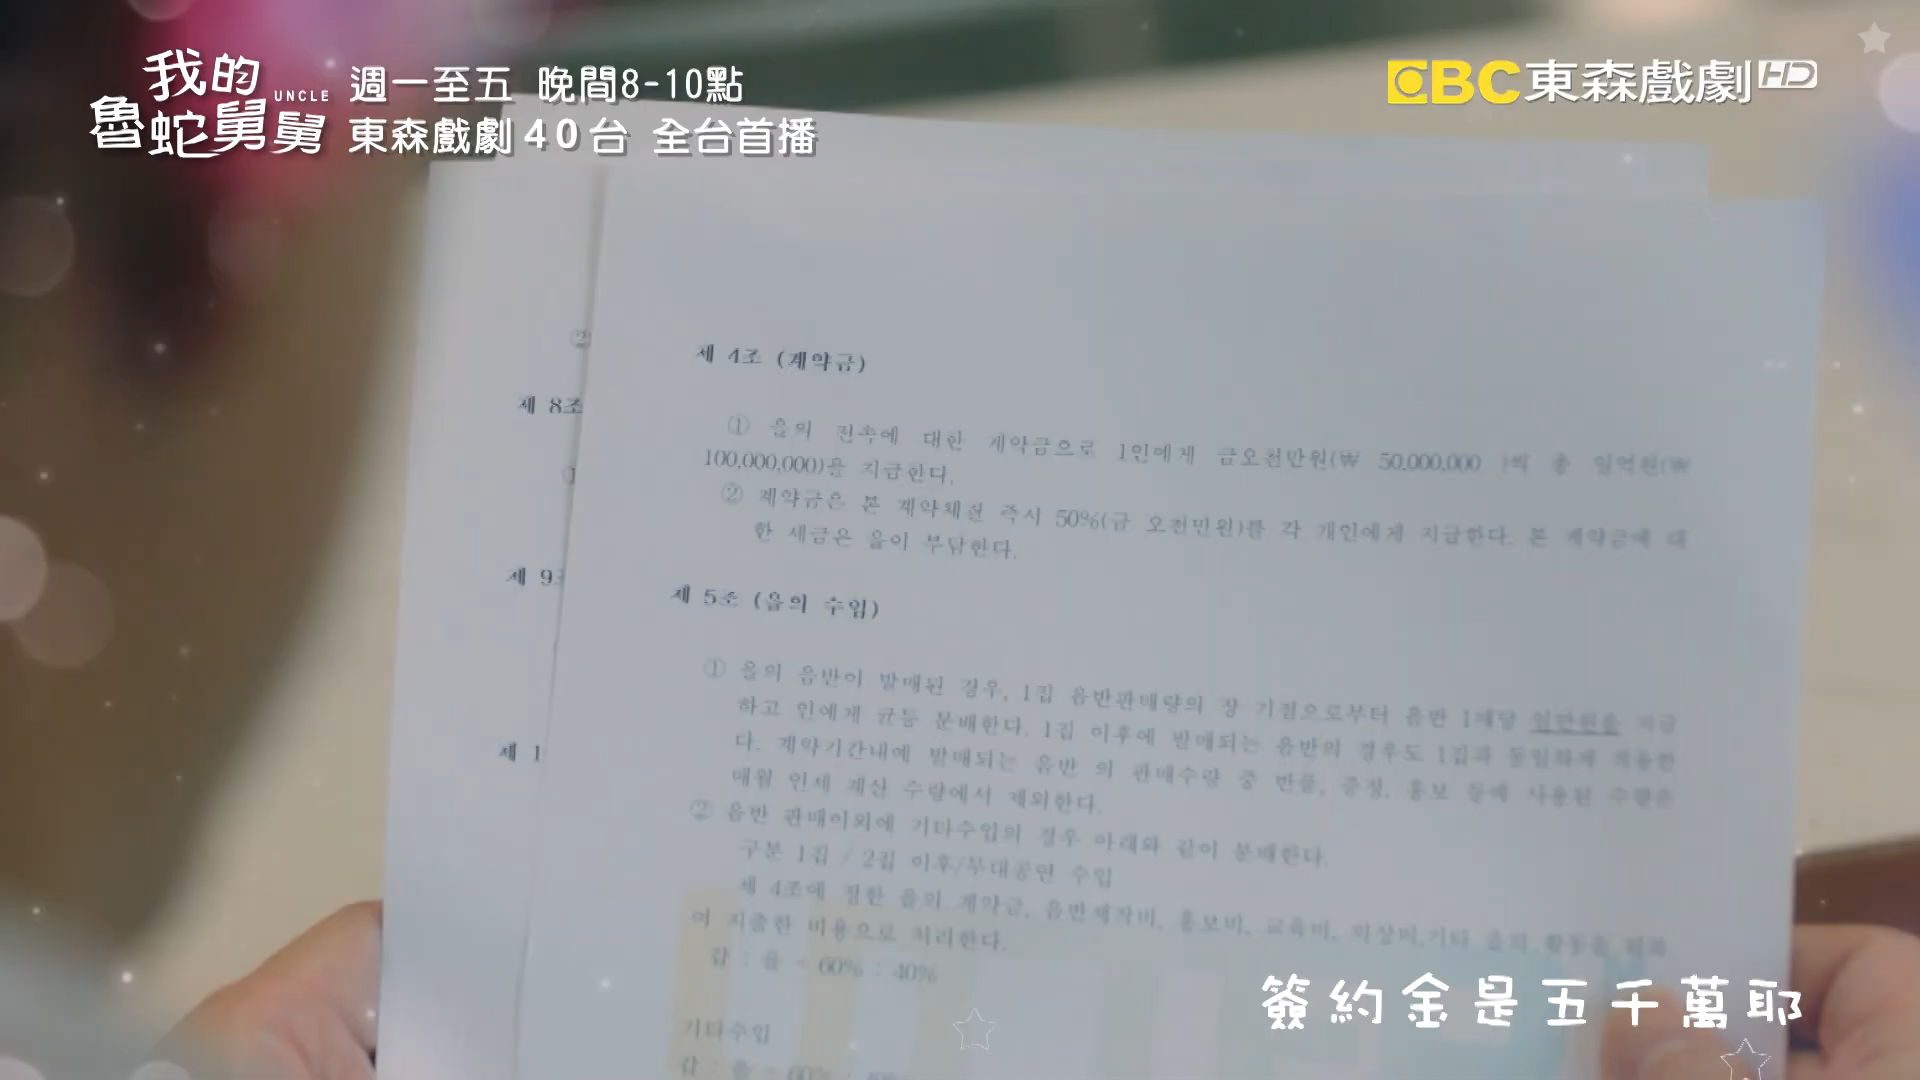 我的
魯蛇舅舅
UNCLE
週一至五 晚間8-10點
東森戲劇40台 全台首播
EBC東森戲劇HD
②
제 8조
①
제 9조
제 1
제 4조 (계약금)
① 을의 전속에 대한 계약금으로 1인에게 금오천만원(₩ 50,000,000 )씩 총 일억원(₩
100,000,000)을 지급한다.
② 계약금은 본 계약체결 즉시 50%(금 오천만원)를 각 개인에게 지급한다. 본 계약금에 대
한 세금은 을이 부담한다.
제 5조 (을의 수입)
① 을의 음반이 발매된 경우, 1집 음반판매량의 장 기점으로부터 음반 1매당 일만원을 지급
하고 인에게 균등 분배한다. 1집 이후에 발매되는 음반의 경우도 1집과 동일하게 적용한
다. 계약기간내에 발매되는 음반 의 판매수량 중 반품, 증정, 홍보 등에 사용된 수량은
매월 인세 계산 수량에서 제외한다.
② 음반 판매이외에 기타수입의 경우 아래와 같이 분배한다.
구분 1집 / 2집 이후/무대공연 수입
제 4조에 정한 을의 계약금, 음반제작비, 홍보비, 교육비, 의상비,기타 을의 활동을 위하
여 지출한 비용으로 처리한다.
갑 : 을 = 60% : 40%
기타수입
갑 : 을 = 60%
簽約金是五千萬耶